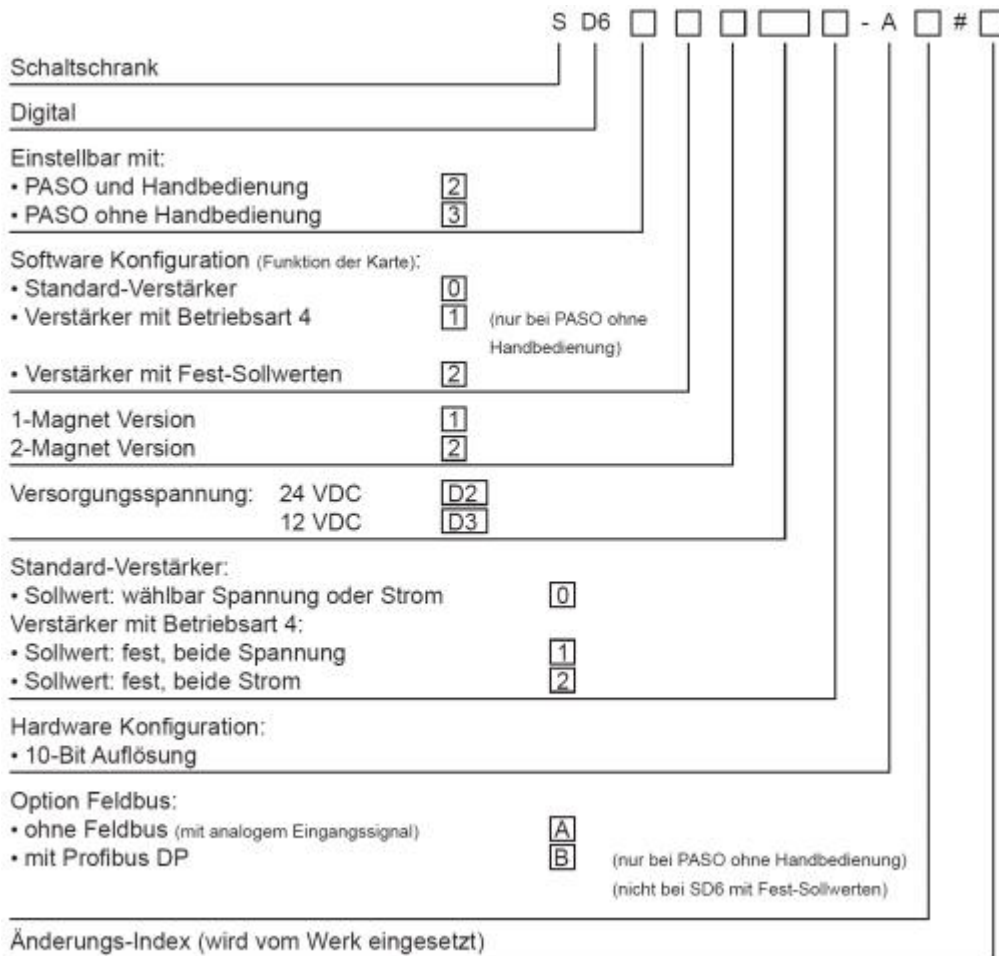 S D6 - A #
Schaltschrank
Digital
Einstellbar mit:
• PASO und Handbedienung 2
• PASO ohne Handbedienung 3
Software Konfiguration (Funktion der Karte):
• Standard-Verstärker 0
• Verstärker mit Betriebsart 4 1 (nur bei PASO ohne
Handbedienung)
• Verstärker mit Fest-Sollwerten 2
1-Magnet Version 1
2-Magnet Version 2
Versorgungsspannung: 24 VDC D2
12 VDC D3
Standard-Verstärker:
• Sollwert: wählbar Spannung oder Strom 0
Verstärker mit Betriebsart 4:
• Sollwert: fest, beide Spannung 1
• Sollwert: fest, beide Strom 2
Hardware Konfiguration:
• 10-Bit Auflösung
Option Feldbus:
• ohne Feldbus (mit analogem Eingangssignal) A
• mit Profibus DP B (nur bei PASO ohne Handbedienung)
(nicht bei SD6 mit Fest-Sollwerten)
Änderungs-Index (wird vom Werk eingesetzt)